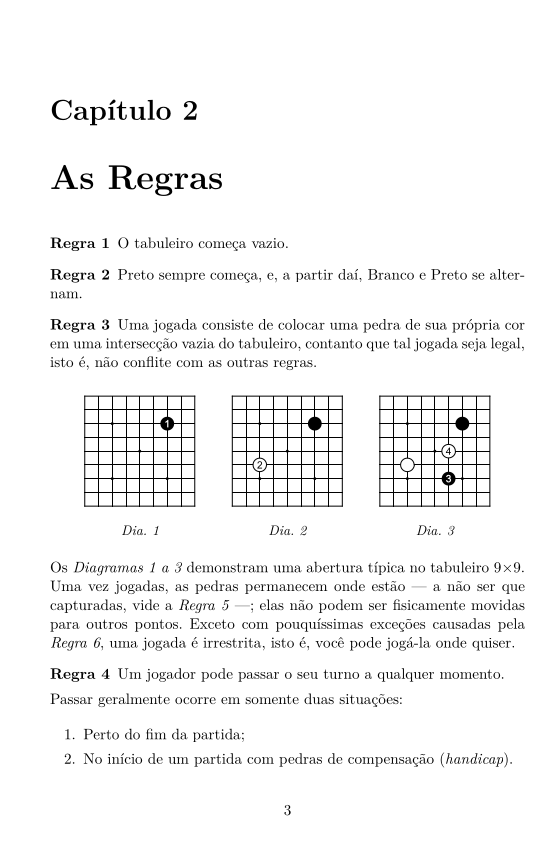 Capítulo 2
As Regras
Regra 1 O tabuleiro começa vazio.
Regra 2 Preto sempre começa, e, a partir daí, Branco e Preto se alter-
nam.
Regra 3 Uma jogada consiste de colocar uma pedra de sua própria cor
em uma intersecção vazia do tabuleiro, contanto que tal jogada seja legal,
isto é, não conflite com as outras regras.
1
2
4
3
Dia. 1 Dia. 2 Dia. 3
Os Diagramas 1 a 3 demonstram uma abertura típica no tabuleiro 9×9.
Uma vez jogadas, as pedras permanecem onde estão — a não ser que
capturadas, vide a Regra 5 —; elas não podem ser fisicamente movidas
para outros pontos. Exceto com pouquíssimas exceções causadas pela
Regra 6, uma jogada é irrestrita, isto é, você pode jogá-la onde quiser.
Regra 4 Um jogador pode passar o seu turno a qualquer momento.
Passar geralmente ocorre em somente duas situações:
1. Perto do fim da partida;
2. No início de um partida com pedras de compensação (handicap).
3